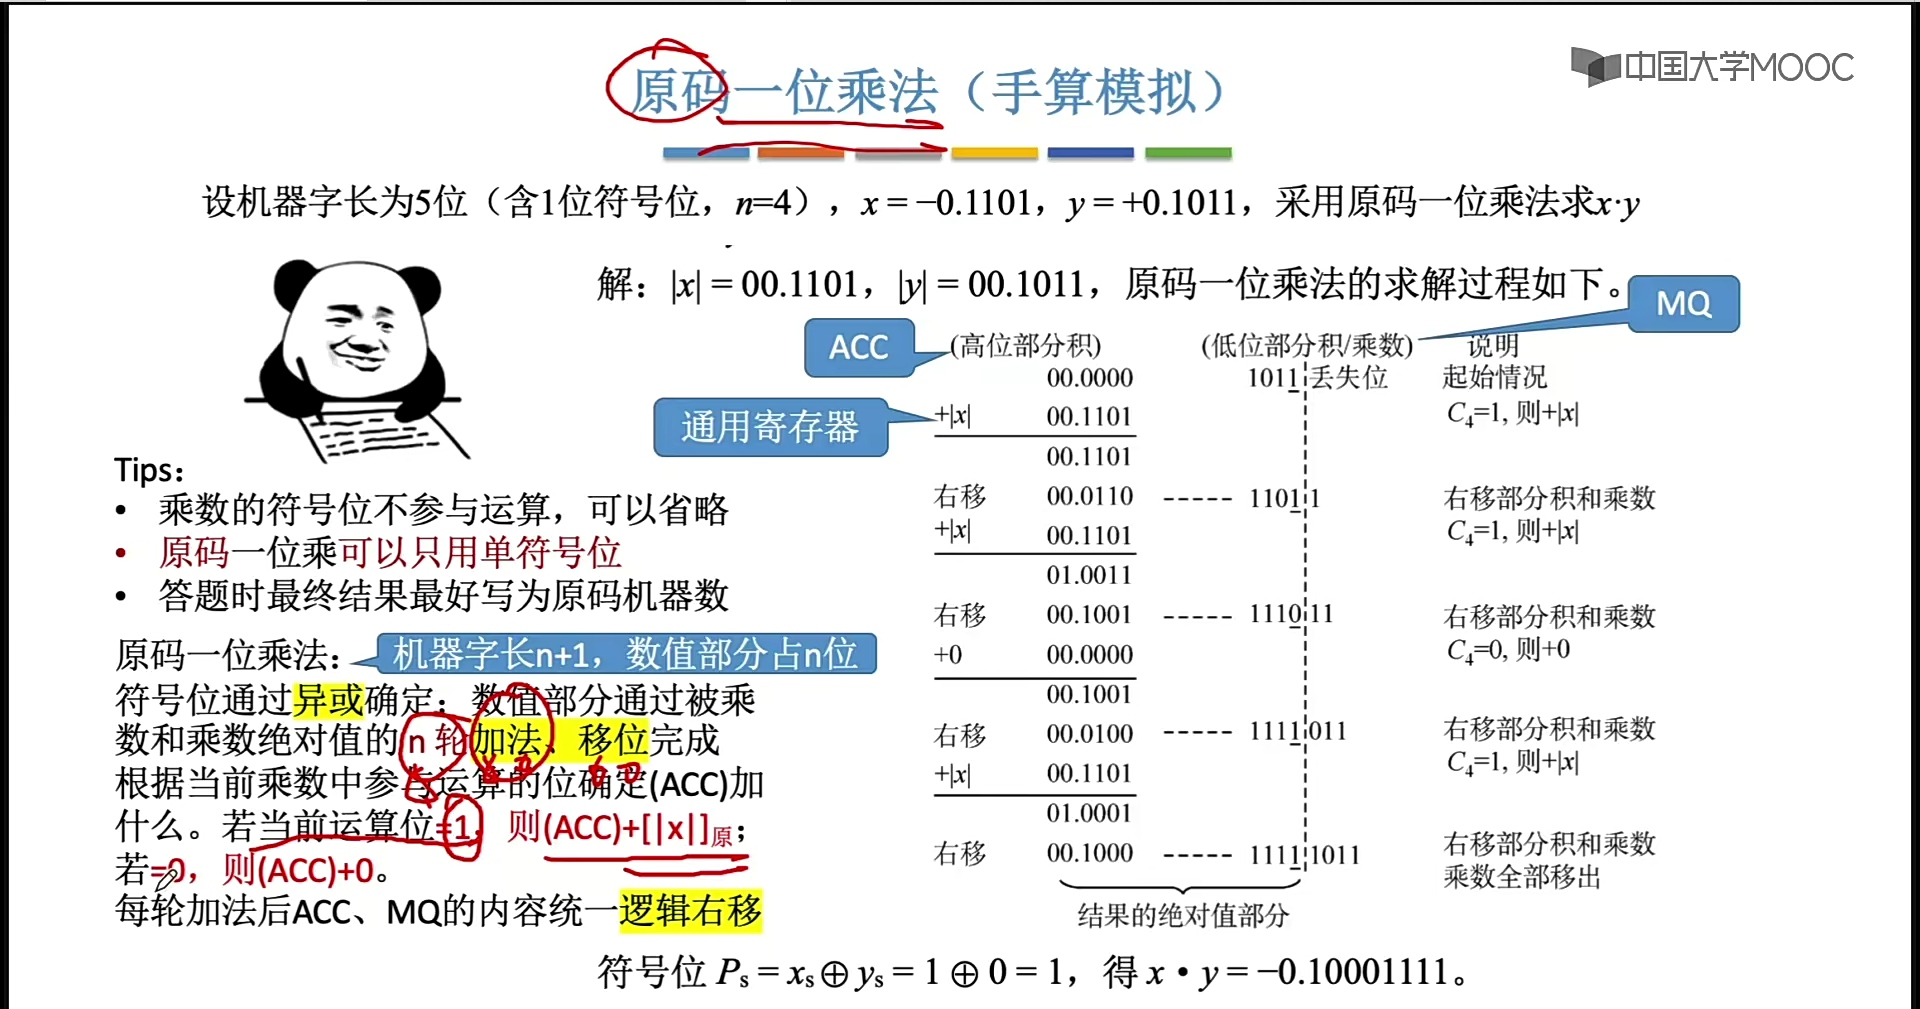 中国大学MOOC
原码一位乘法（手算模拟）
设机器字长为5位（含1位符号位，n=4），x = −0.1101，y = +0.1011，采用原码一位乘法求x·y
解：|x| = 00.1101，|y| = 00.1011，原码一位乘法的求解过程如下。
MQ
ACC
(高位部分积) (低位部分积/乘数) 说明
00.0000 1011 丢失位 起始情况
通用寄存器
+|x| 00.1101 C₄=1, 则+|x|
00.1101
右移 00.0110 ----- 1101 1 右移部分积和乘数
+|x| 00.1101 C₄=1, 则+|x|
01.0011
右移 00.1001 ----- 1110 11 右移部分积和乘数
+0 00.0000 C₄=0, 则+0
00.1001
右移 00.0100 ----- 1111 011 右移部分积和乘数
+|x| 00.1101 C₄=1, 则+|x|
01.0001
右移 00.1000 ----- 1111 1011 右移部分积和乘数
乘数全部移出
结果的绝对值部分
Tips：
• 乘数的符号位不参与运算，可以省略
• 原码一位乘可以只用单符号位
• 答题时最终结果最好写为原码机器数
原码一位乘法：
机器字长n+1，数值部分占n位
符号位通过异或确定；数值部分通过被乘
数和乘数绝对值的 n 轮加法、移位完成
根据当前乘数中参与运算的位确定(ACC)加
什么。若当前运算位=1，则(ACC)+[|x|]原；
若=0，则(ACC)+0。
每轮加法后ACC、MQ的内容统一逻辑右移
符号位 Pₛ = xₛ⊕yₛ = 1⊕0 = 1，得 x・y = −0.10001111。